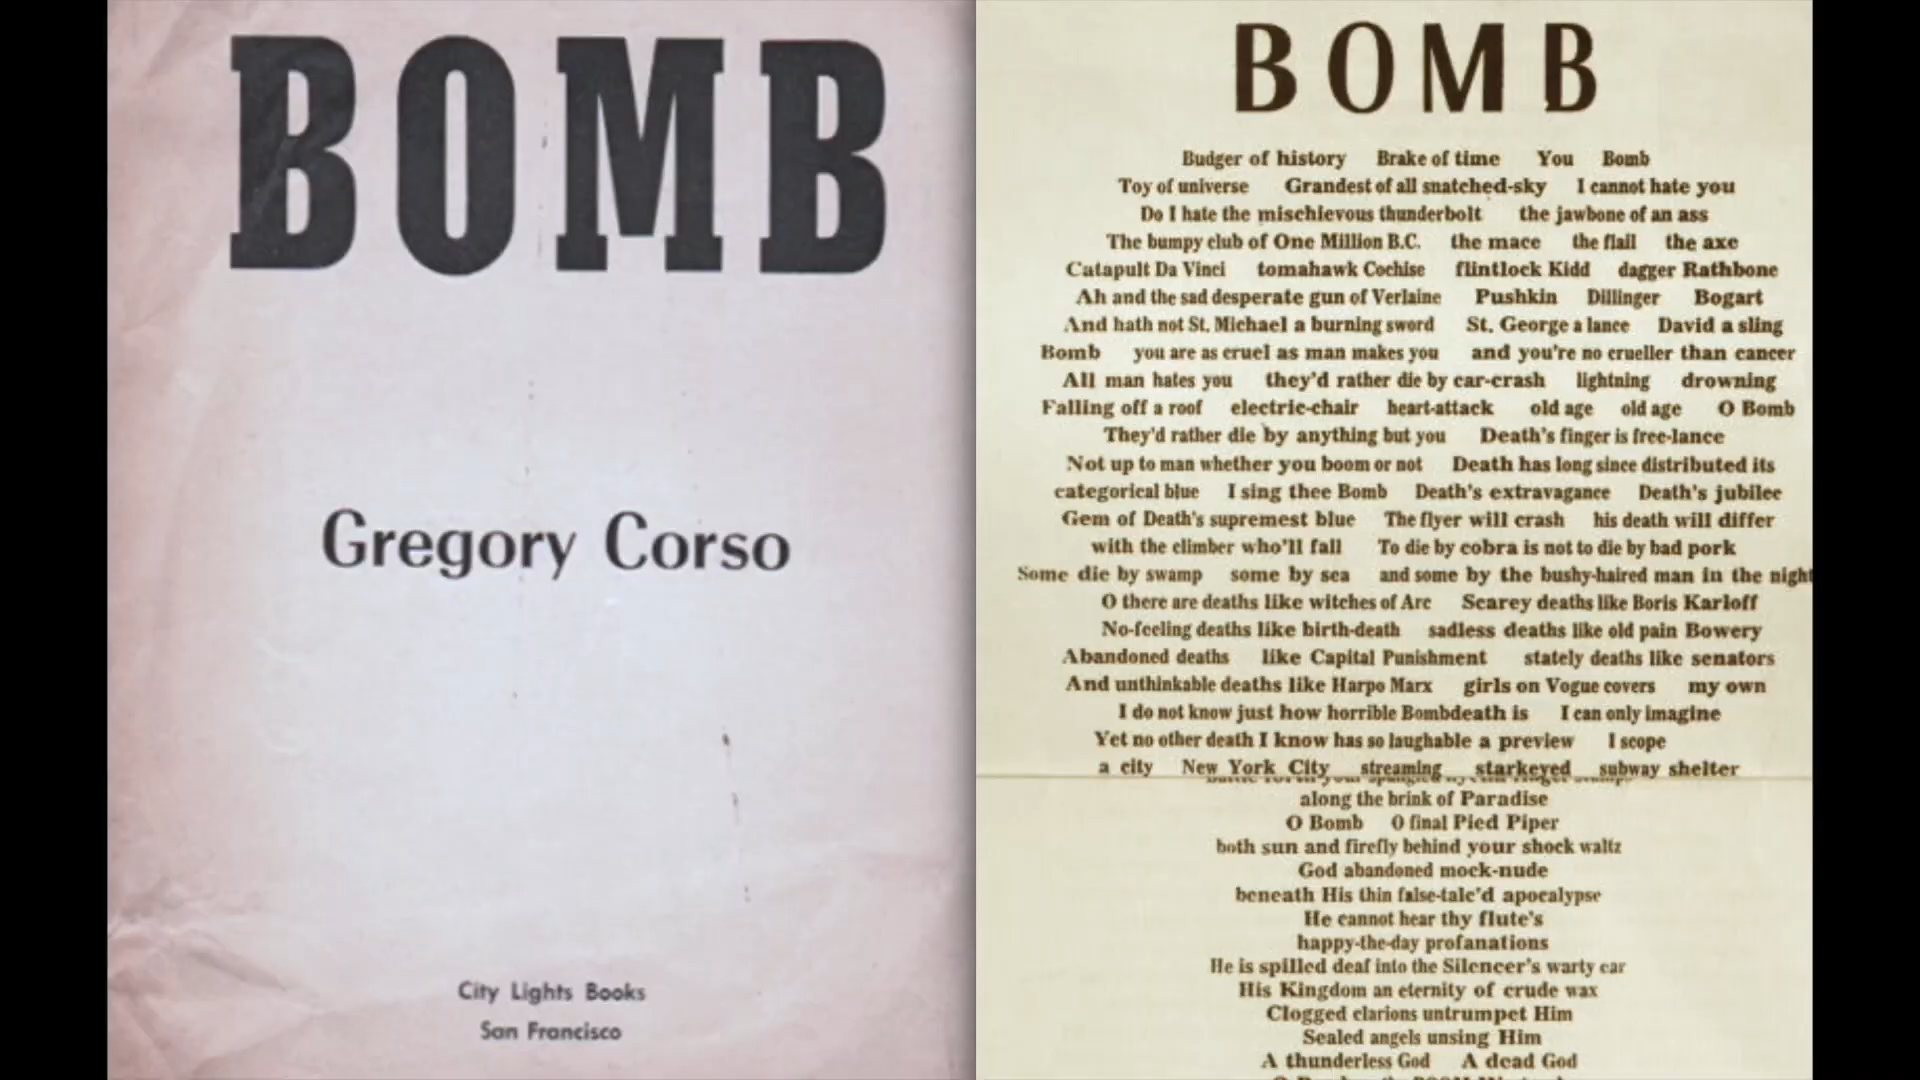 BOMB
Gregory Corso
City Lights Books
San Francisco
BOMB
Budger of history Brake of time You Bomb
Toy of universe Grandest of all snatched-sky I cannot hate you
Do I hate the mischievous thunderbolt the jawbone of an ass
The bumpy club of One Million B.C. the mace the flail the axe
Catapult Da Vinci tomahawk Cochise flintlock Kidd dagger Rathbone
Ah and the sad desperate gun of Verlaine Pushkin Dillinger Bogart
And hath not St. Michael a burning sword St. George a lance David a sling
Bomb you are as cruel as man makes you and you're no crueller than cancer
All man hates you they'd rather die by car-crash lightning drowning
Falling off a roof electric-chair heart-attack old age old age O Bomb
They'd rather die by anything but you Death's finger is free-lance
Not up to man whether you boom or not Death has long since distributed its
categorical blue I sing thee Bomb Death's extravagance Death's jubilee
Gem of Death's supremest blue The flyer will crash his death will differ
with the climber who'll fall To die by cobra is not to die by bad pork
Some die by swamp some by sea and some by the bushy-haired man in the night
O there are deaths like witches of Arc Scarey deaths like Boris Karloff
No-feeling deaths like birth-death sadless deaths like old pain Bowery
Abandoned deaths like Capital Punishment stately deaths like senators
And unthinkable deaths like Harpo Marx girls on Vogue covers my own
I do not know just how horrible Bombdeath is I can only imagine
Yet no other death I know has so laughable a preview I scope
a city New York City streaming starkeyed subway shelter
along the brink of Paradise
O Bomb O final Pied Piper
both sun and firefly behind your shock waltz
God abandoned mock-nude
beneath His thin false-talc'd apocalypse
He cannot hear thy flute's
happy-the-day profanations
He is spilled deaf into the Silencer's warty ear
His Kingdom an eternity of crude wax
Clogged clarions untrumpet Him
Sealed angels unsing Him
A thunderless God A dead God